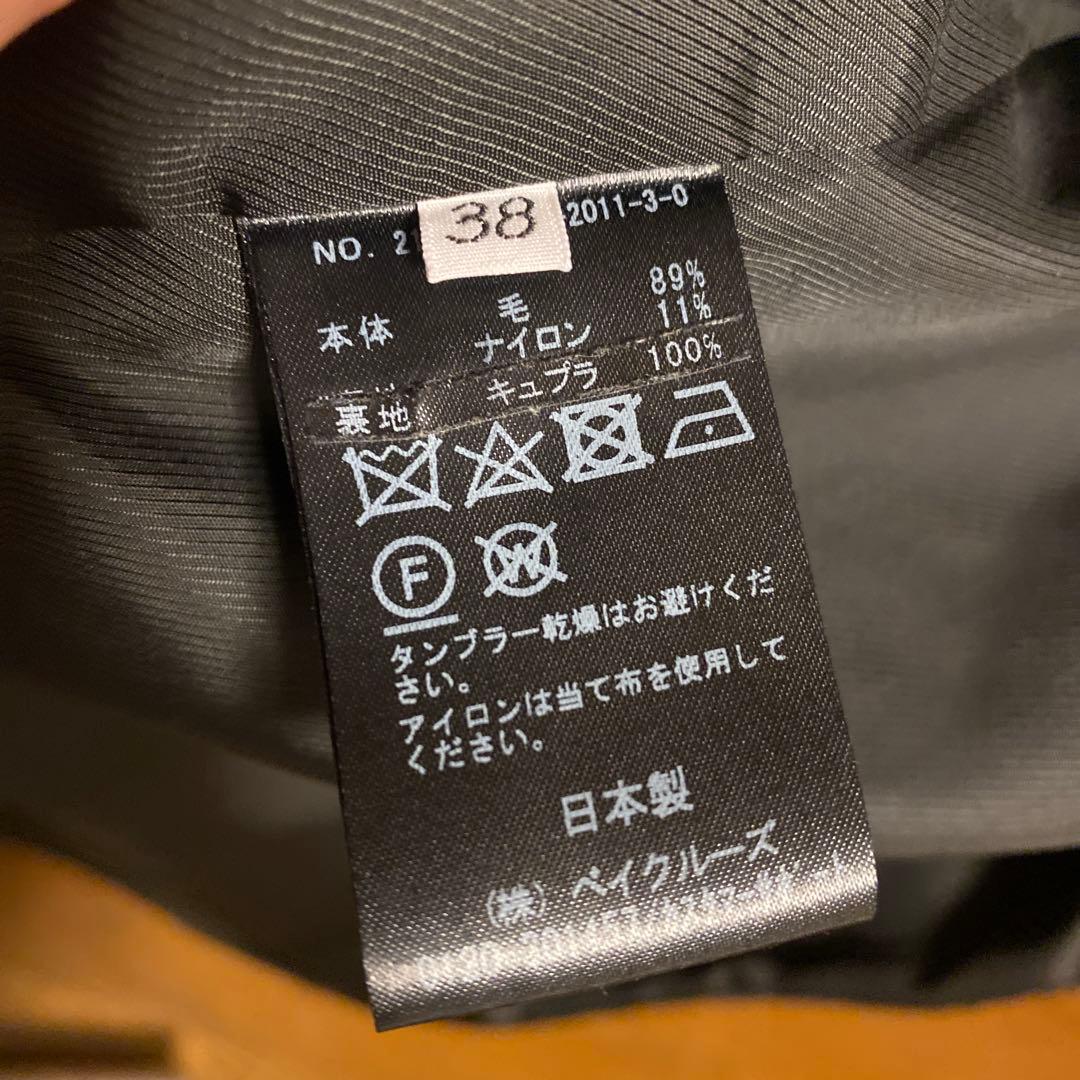 38
NO. 21 2011-3-0
本体 毛 89%
ナイロン 11%
裏地 キュプラ 100%
F
W
タンブラー乾燥はお避けくだ
さい。
アイロンは当て布を使用して
ください。
日本製
(株) ベイクルーズ